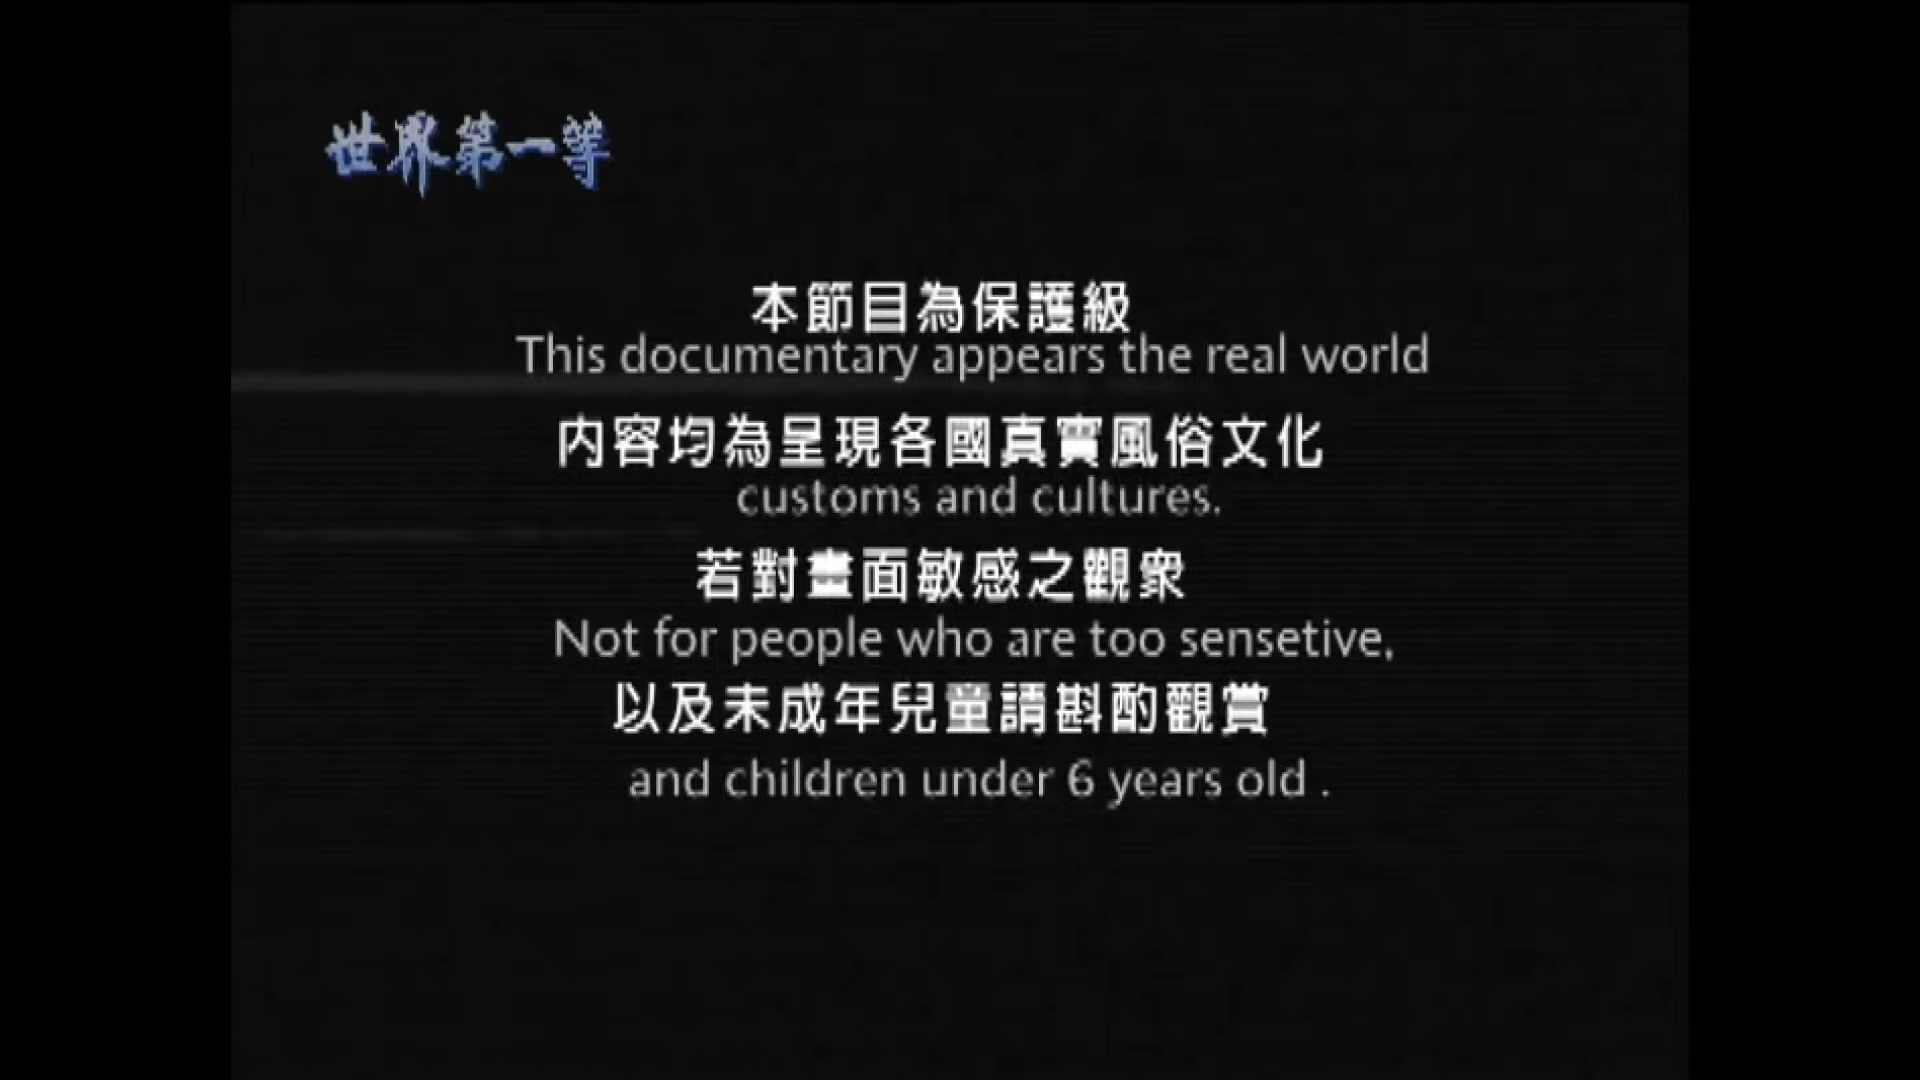 世界第一等
本節目為保護級
This documentary appears the real world
內容均為呈現各國真實風俗文化
customs and cultures.
若對畫面敏感之觀眾
Not for people who are too sensetive,
以及未成年兒童請斟酌觀賞
and children under 6 years old .